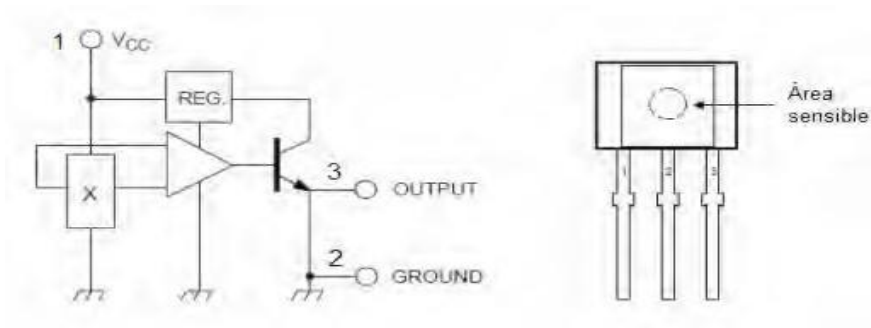 1 VCC
REG.
X
3 OUTPUT
2 GROUND
Área
sensible
1 2 3